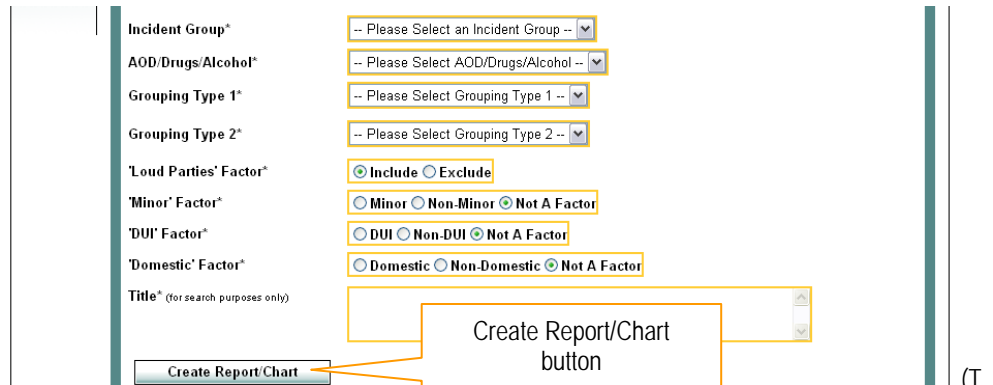 Incident Group* -- Please Select an Incident Group --
AOD/Drugs/Alcohol* -- Please Select AOD/Drugs/Alcohol --
Grouping Type 1* -- Please Select Grouping Type 1 --
Grouping Type 2* -- Please Select Grouping Type 2 --
'Loud Parties' Factor* Include Exclude
'Minor' Factor* Minor Non-Minor Not A Factor
'DUI' Factor* DUI Non-DUI Not A Factor
'Domestic' Factor* Domestic Non-Domestic Not A Factor
Title* (for search purposes only)
Create Report/Chart
button
Create Report/Chart
(T